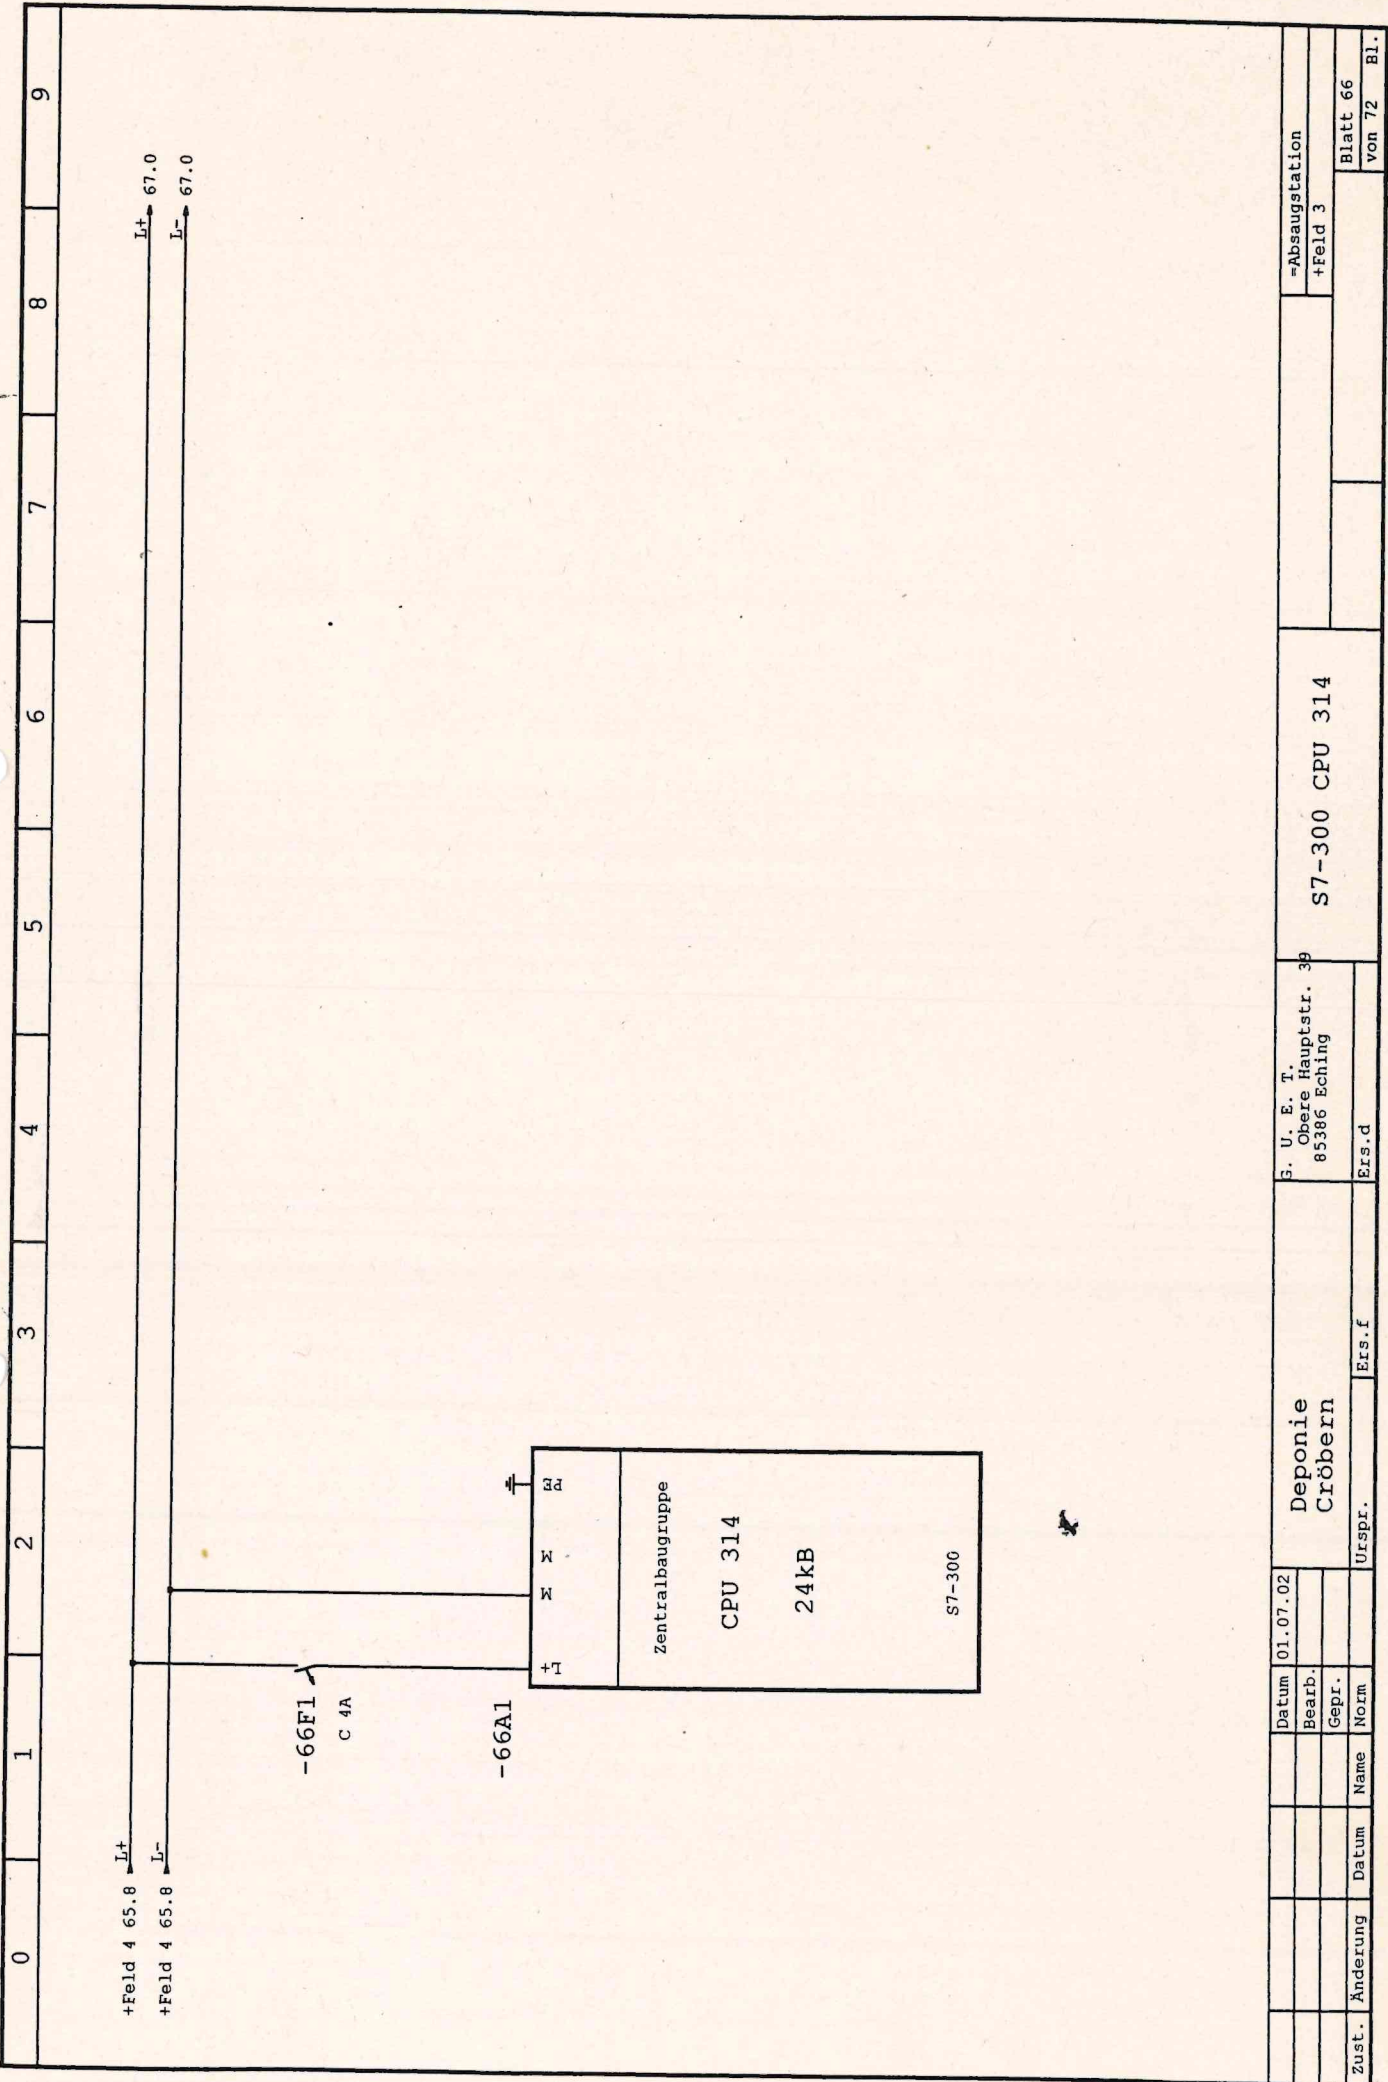 0 1 2 3 4 5 6 7 8 9
+Feld 4 65.8 L+ L+ 67.0
+Feld 4 65.8 L- L- 67.0
-66F1
C 4A
-66A1
L+ M M PE
Zentralbaugruppe
CPU 314
24kB
S7-300
Zust. Änderung Datum Name Norm
Datum 01.07.02
Bearb.
Gepr.
Deponie
Cröbern
Urspr. Ers.f Ers.d
G. U. E. T.
Obere Hauptstr. 39
85386 Eching
S7-300 CPU 314
=Absaugstation
+Feld 3
Blatt 66
von 72 Bl.